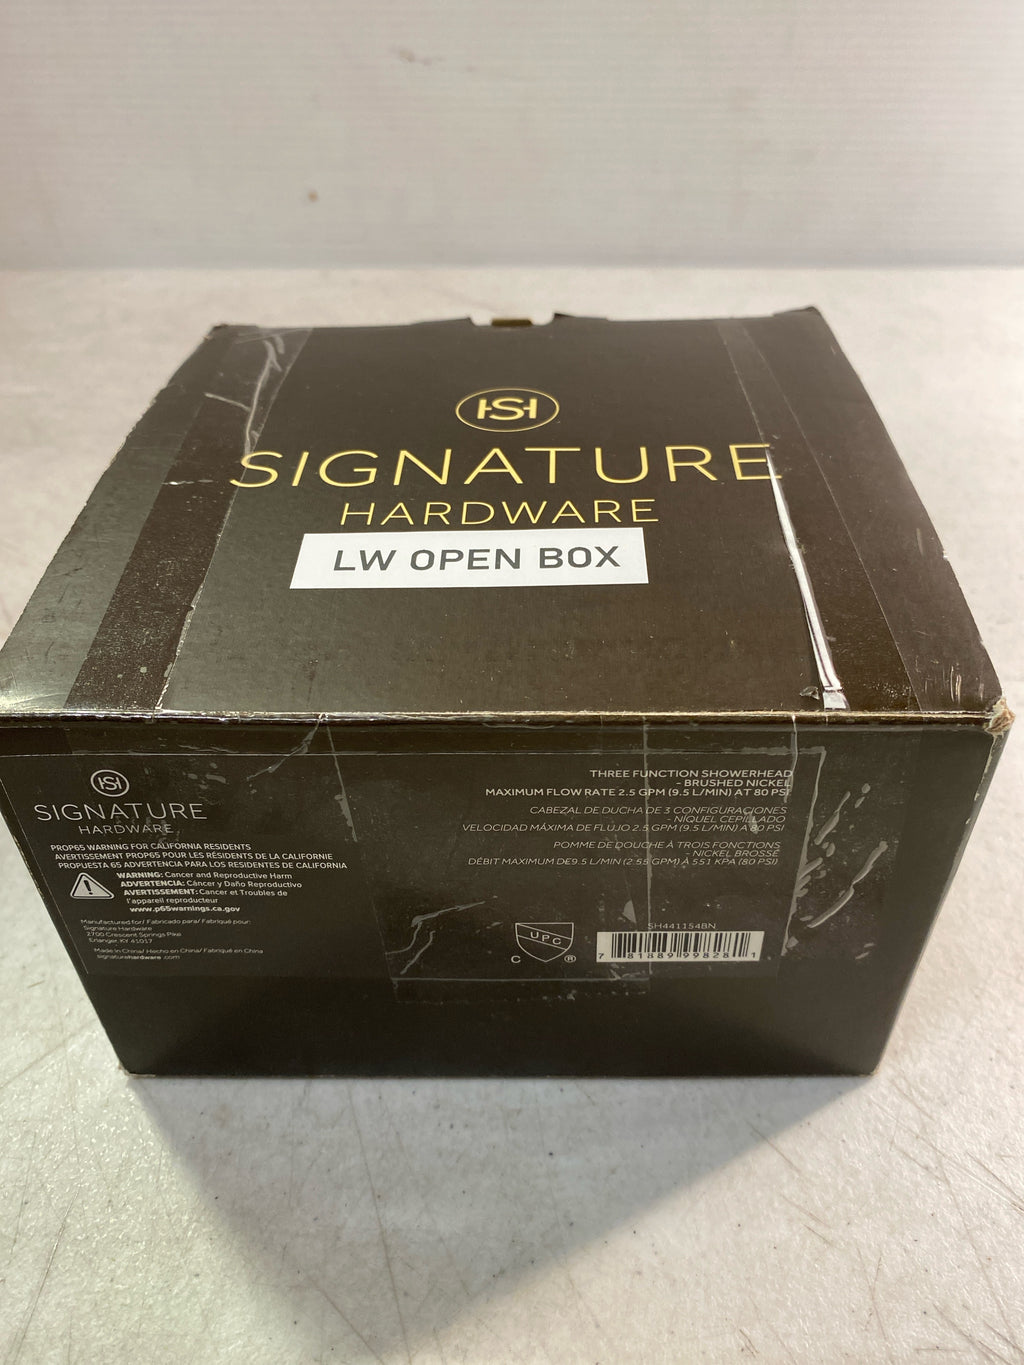 SIGNATURE
HARDWARE
LW OPEN BOX
SIGNATURE
HARDWARE
PROP65 WARNING FOR CALIFORNIA RESIDENTS
AVERTISSEMENT PROP65 POUR LES RÉSIDENTS DE LA CALIFORNIE
PROPUESTA 65 ADVERTENCIA PARA LOS RESIDENTES DE CALIFORNIA
WARNING: Cancer and Reproductive Harm
ADVERTENCIA: Cáncer y Daño Reproductivo
AVERTISSEMENT: Cancer et Troubles de
l'appareil reproducteur
www.p65warnings.ca.gov
Manufactured for/ Fabricado para/ Fabriqué pour:
Signature Hardware
2700 Crescent Springs Pike
Erlanger, KY 41017
Made in China/ Hecho en China/ Fabriqué en China
signaturehardware.com
THREE FUNCTION SHOWERHEAD
- BRUSHED NICKEL
MAXIMUM FLOW RATE 2.5 GPM (9.5 L/MIN) AT 80 PSI
CABEZAL DE DUCHA DE 3 CONFIGURACIONES
- NÍQUEL CEPILLADO
VELOCIDAD MÁXIMA DE FLUJO 2.5 GPM (9.5 L/MIN) A 80 PSI
POMME DE DOUCHE À TROIS FONCTIONS
- NICKEL BROSSÉ
DÉBIT MAXIMUM DE9.5 L/MIN (2.55 GPM) À 551 KPA (80 PSI)
UPC
C ®
SH441154BN
7 81889 99828 1